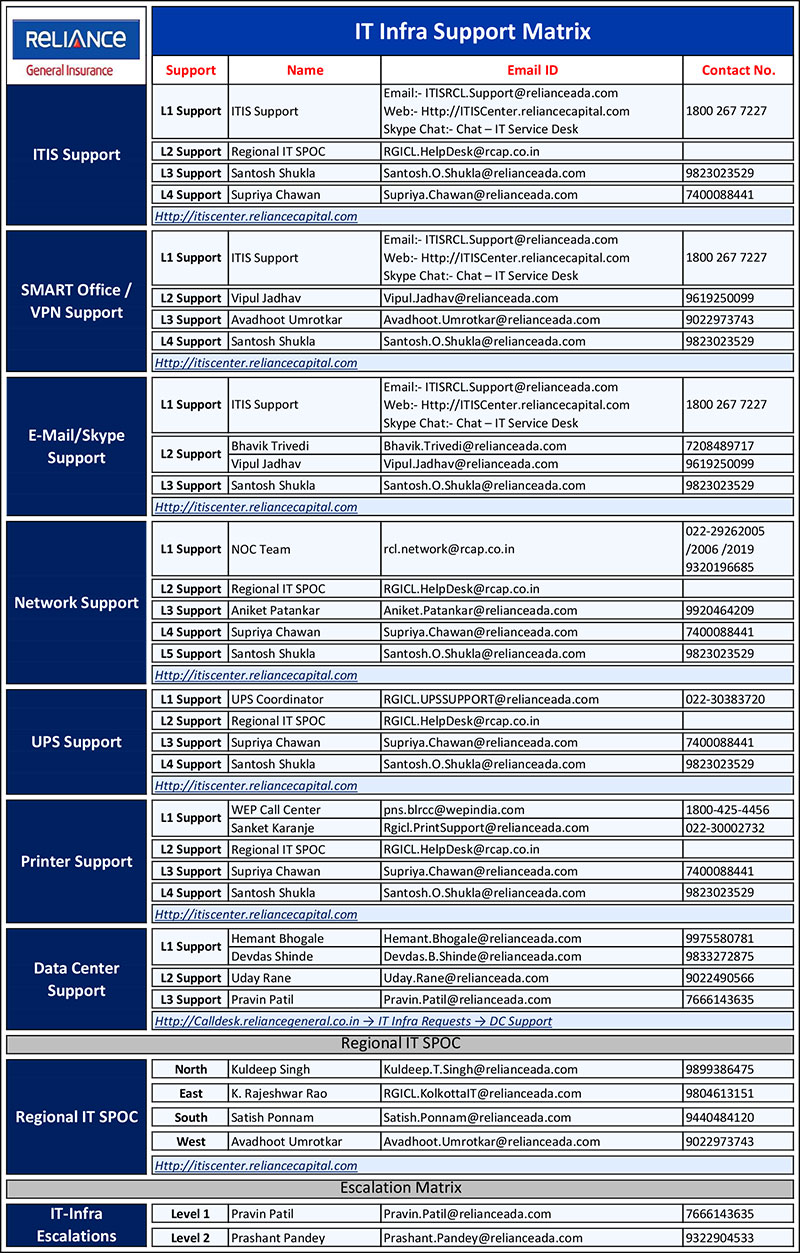 RELIANCE
General Insurance
IT Infra Support Matrix
Support Name Email ID Contact No.
ITIS Support
L1 Support ITIS Support Email:- ITISRCL.Support@relianceada.com
Web:- Http://ITISCenter.reliancecapital.com 1800 267 7227
Skype Chat:- Chat – IT Service Desk
L2 Support Regional IT SPOC RGICL.HelpDesk@rcap.co.in
L3 Support Santosh Shukla Santosh.O.Shukla@relianceada.com 9823023529
L4 Support Supriya Chawan Supriya.Chawan@relianceada.com 7400088441
Http://itiscenter.reliancecapital.com
SMART Office /
VPN Support
L1 Support ITIS Support Email:- ITISRCL.Support@relianceada.com
Web:- Http://ITISCenter.reliancecapital.com 1800 267 7227
Skype Chat:- Chat – IT Service Desk
L2 Support Vipul Jadhav Vipul.Jadhav@relianceada.com 9619250099
L3 Support Avadhoot Umrotkar Avadhoot.Umrotkar@relianceada.com 9022973743
L4 Support Santosh Shukla Santosh.O.Shukla@relianceada.com 9823023529
Http://itiscenter.reliancecapital.com
E-Mail/Skype
Support
L1 Support ITIS Support Email:- ITISRCL.Support@relianceada.com
Web:- Http://ITISCenter.reliancecapital.com 1800 267 7227
Skype Chat:- Chat – IT Service Desk
L2 Support Bhavik Trivedi Bhavik.Trivedi@relianceada.com 7208489717
Vipul Jadhav Vipul.Jadhav@relianceada.com 9619250099
L3 Support Santosh Shukla Santosh.O.Shukla@relianceada.com 9823023529
Http://itiscenter.reliancecapital.com
Network Support
L1 Support NOC Team rcl.network@rcap.co.in 022-29262005
/2006 /2019
9320196685
L2 Support Regional IT SPOC RGICL.HelpDesk@rcap.co.in
L3 Support Aniket Patankar Aniket.Patankar@relianceada.com 9920464209
L4 Support Supriya Chawan Supriya.Chawan@relianceada.com 7400088441
L5 Support Santosh Shukla Santosh.O.Shukla@relianceada.com 9823023529
Http://itiscenter.reliancecapital.com
UPS Support
L1 Support UPS Coordinator RGICL.UPSSUPPORT@relianceada.com 022-30383720
L2 Support Regional IT SPOC RGICL.HelpDesk@rcap.co.in
L3 Support Supriya Chawan Supriya.Chawan@relianceada.com 7400088441
L4 Support Santosh Shukla Santosh.O.Shukla@relianceada.com 9823023529
Http://itiscenter.reliancecapital.com
Printer Support
L1 Support WEP Call Center pns.blrcc@wepindia.com 1800-425-4456
Sanket Karanje Rgicl.PrintSupport@relianceada.com 022-30002732
L2 Support Regional IT SPOC RGICL.HelpDesk@rcap.co.in
L3 Support Supriya Chawan Supriya.Chawan@relianceada.com 7400088441
L4 Support Santosh Shukla Santosh.O.Shukla@relianceada.com 9823023529
Http://itiscenter.reliancecapital.com
Data Center
Support
L1 Support Hemant Bhogale Hemant.Bhogale@relianceada.com 9975580781
Devdas Shinde Devdas.B.Shinde@relianceada.com 9833272875
L2 Support Uday Rane Uday.Rane@relianceada.com 9022490566
L3 Support Pravin Patil Pravin.Patil@relianceada.com 7666143635
Http://Calldesk.reliancegeneral.co.in → IT Infra Requests → DC Support
Regional IT SPOC
Regional IT SPOC
North Kuldeep Singh Kuldeep.T.Singh@relianceada.com 9899386475
East K. Rajeshwar Rao RGICL.KolkottaIT@relianceada.com 9804613151
South Satish Ponnam Satish.Ponnam@relianceada.com 9440484120
West Avadhoot Umrotkar Avadhoot.Umrotkar@relianceada.com 9022973743
Http://itiscenter.reliancecapital.com
Escalation Matrix
IT-Infra
Escalations
Level 1 Pravin Patil Pravin.Patil@relianceada.com 7666143635
Level 2 Prashant Pandey Prashant.Pandey@relianceada.com 9322904533